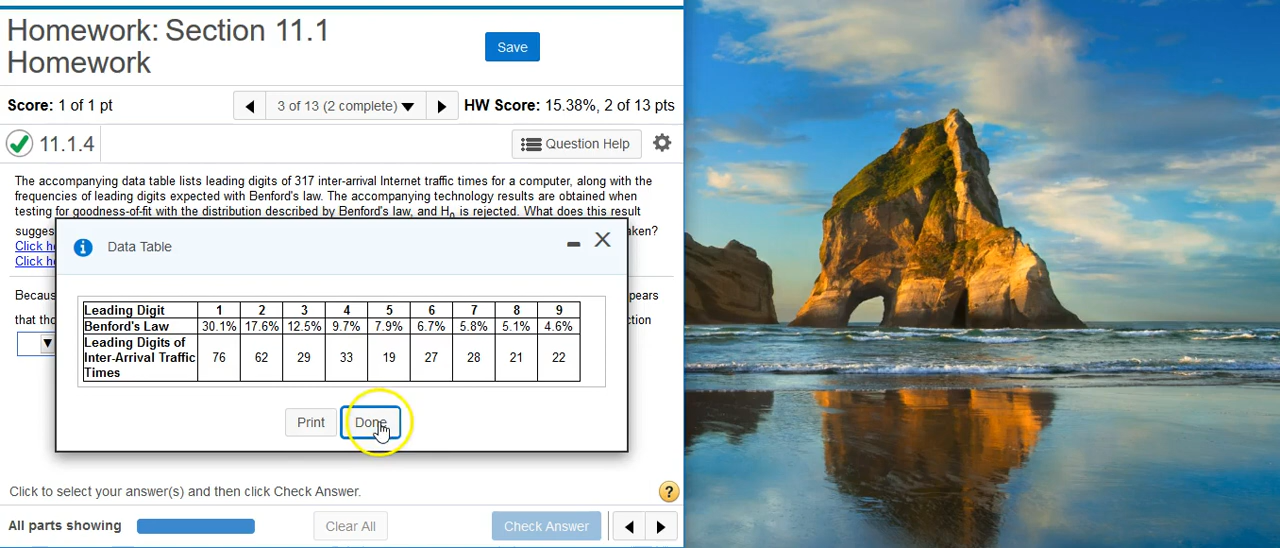 Homework: Section 11.1
Homework
Save
Score: 1 of 1 pt
3 of 13 (2 complete)
HW Score: 15.38%, 2 of 13 pts
11.1.4
Question Help
The accompanying data table lists leading digits of 317 inter-arrival Internet traffic times for a computer, along with the
frequencies of leading digits expected with Benford's law. The accompanying technology results are obtained when
testing for goodness-of-fit with the distribution described by Benford's law, and H0 is rejected. What does this result
Click
Click
Data Table
Leading Digit 1 2 3 4 5 6 7 8 9
Benford's Law 30.1% 17.6% 12.5% 9.7% 7.9% 6.7% 5.8% 5.1% 4.6%
Leading Digits of
Inter-Arrival Traffic 76 62 29 33 19 27 28 21 22
Times
that
Print Done
Click to select your answer(s) and then click Check Answer.
?
All parts showing
Clear All
Check Answer